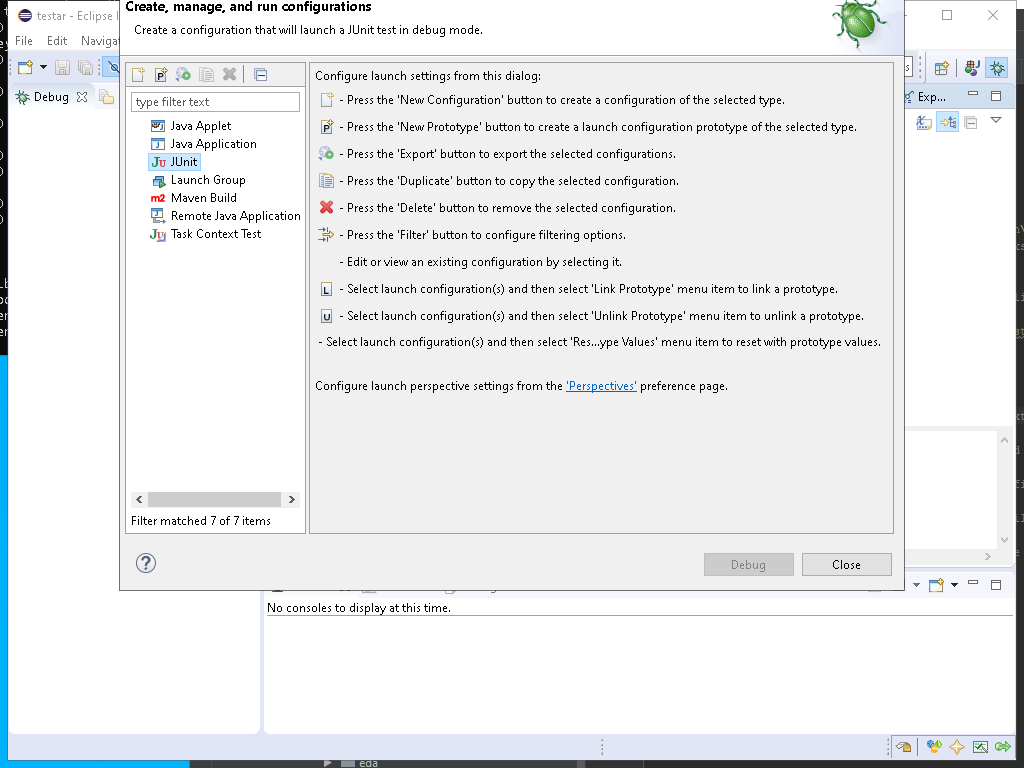 Create, manage, and run configurations
Create a configuration that will launch a JUnit test in debug mode.
testar - Eclipse I
File Edit Navigat
Debug
type filter text
Java Applet
Java Application
JUnit
Launch Group
Maven Build
Remote Java Application
Task Context Test
Filter matched 7 of 7 items
Configure launch settings from this dialog:
- Press the 'New Configuration' button to create a configuration of the selected type.
- Press the 'New Prototype' button to create a launch configuration prototype of the selected type.
- Press the 'Export' button to export the selected configurations.
- Press the 'Duplicate' button to copy the selected configuration.
- Press the 'Delete' button to remove the selected configuration.
- Press the 'Filter' button to configure filtering options.
- Edit or view an existing configuration by selecting it.
- Select launch configuration(s) and then select 'Link Prototype' menu item to link a prototype.
- Select launch configuration(s) and then select 'Unlink Prototype' menu item to unlink a prototype.
- Select launch configuration(s) and then select 'Res...ype Values' menu item to reset with prototype values.
Configure launch perspective settings from the 'Perspectives' preference page.
Debug Close
Exp...
No consoles to display at this time.
eda